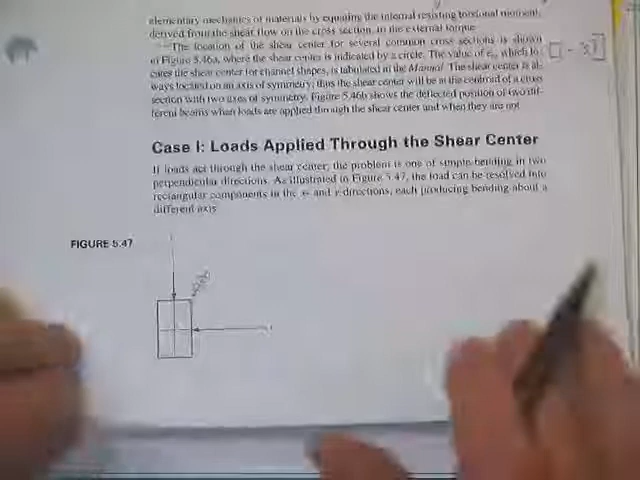 elementary mechanics of materials by equating the internal resisting torsional moment,
derived from the shear flow on the cross section, to the external torque.
The location of the shear center for several common cross sections is shown
in Figure 5.46a, where the shear center is indicated by a circle. The value of e₀, which lo-
cates the shear center for channel shapes, is tabulated in the Manual. The shear center is al-
ways located on an axis of symmetry; thus the shear center will be at the centroid of a cross
section with two axes of symmetry. Figure 5.46b shows the deflected position of two dif-
ferent beams when loads are applied through the shear center and when they are not.
Case I: Loads Applied Through the Shear Center
If loads act through the shear center, the problem is one of simple bending in two
perpendicular directions. As illustrated in Figure 5.47, the load can be resolved into
rectangular components in the x- and y-directions, each producing bending about a
different axis.
FIGURE 5.47